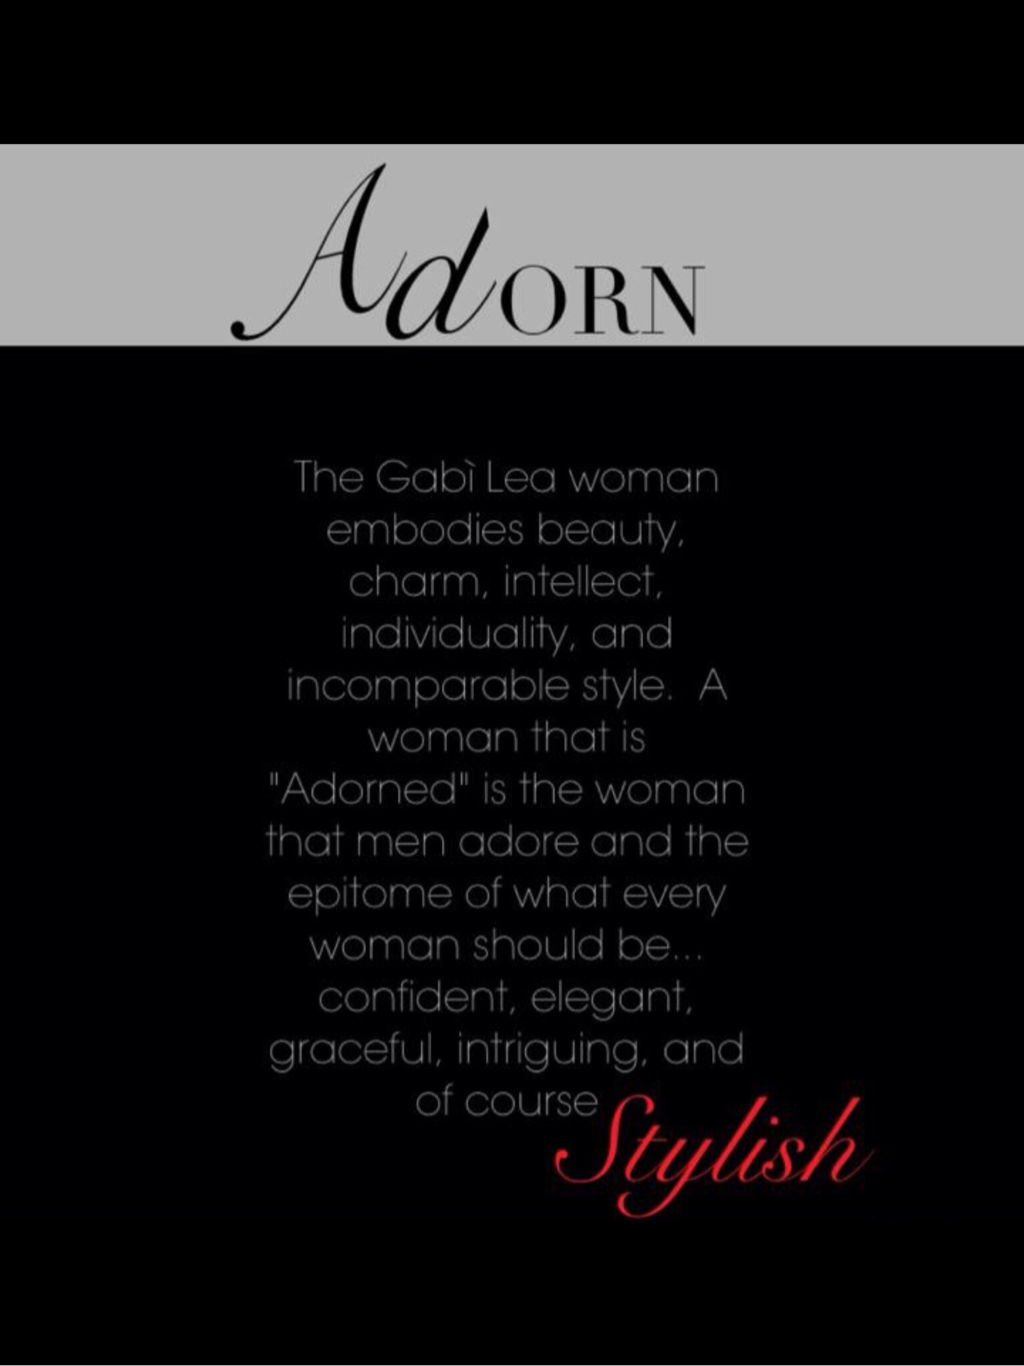 AdORN
The Gabì Lea woman
embodies beauty,
charm, intellect,
individuality, and
incomparable style.  A
woman that is
"Adorned" is the woman
that men adore and the
epitome of what every
woman should be...
confident, elegant,
graceful, intriguing, and
of course
Stylish